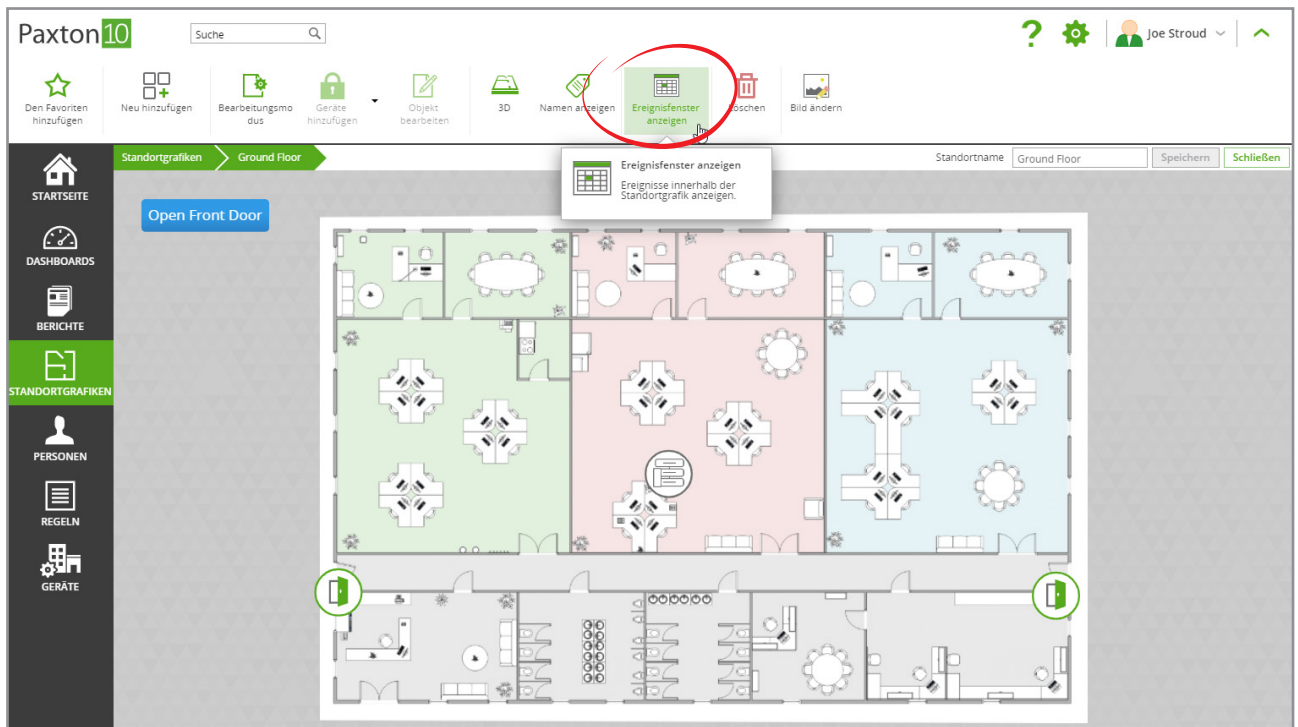 Paxton10
Suche
Joe Stroud
Den Favoriten
hinzufügen
Neu hinzufügen
Bearbeitungsmo
dus
Geräte
hinzufügen
Objekt
bearbeiten
3D
Namen anzeigen
Ereignisfenster
anzeigen
Löschen
Bild ändern
Standortgrafiken
Ground Floor
Standortname
Ground Floor
Speichern
Schließen
Ereignisfenster anzeigen
Ereignisse innerhalb der
Standortgrafik anzeigen.
STARTSEITE
DASHBOARDS
BERICHTE
STANDORTGRAFIKEN
PERSONEN
REGELN
GERÄTE
Open Front Door